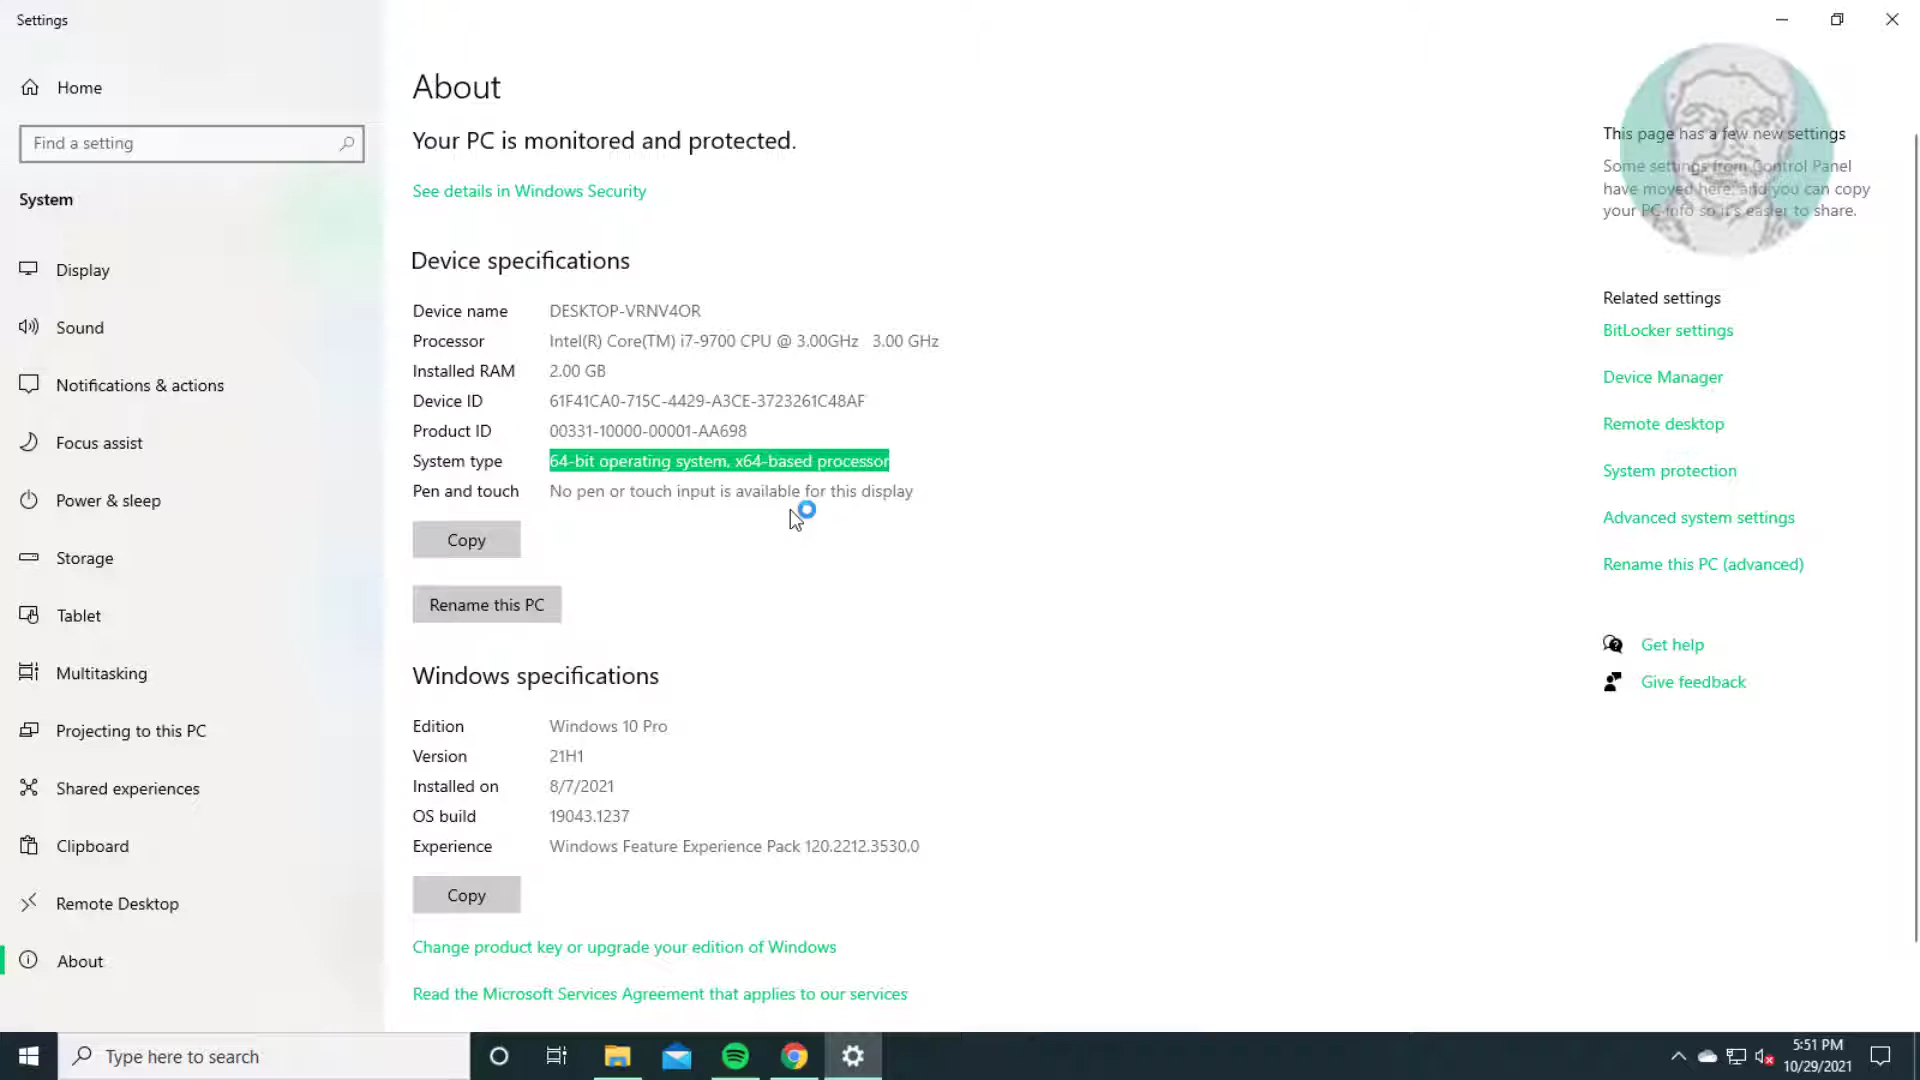 Settings
Home
Find a setting
System
Display
Sound
Notifications & actions
Focus assist
Power & sleep
Storage
Tablet
Multitasking
Projecting to this PC
Shared experiences
Clipboard
Remote Desktop
About
About
Your PC is monitored and protected.
See details in Windows Security
Device specifications
Device name DESKTOP-VRNV4OR
Processor Intel(R) Core(TM) i7-9700 CPU @ 3.00GHz 3.00 GHz
Installed RAM 2.00 GB
Device ID 61F41CA0-715C-4429-A3CE-3723261C48AF
Product ID 00331-10000-00001-AA698
System type 64-bit operating system, x64-based processor
Pen and touch No pen or touch input is available for this display
Copy
Rename this PC
Windows specifications
Edition Windows 10 Pro
Version 21H1
Installed on 8/7/2021
OS build 19043.1237
Experience Windows Feature Experience Pack 120.2212.3530.0
Copy
Change product key or upgrade your edition of Windows
Read the Microsoft Services Agreement that applies to our services
This page has a few new settings
Some settings from Control Panel
have moved here, and you can copy
your PC info so it's easier to share.
Related settings
BitLocker settings
Device Manager
Remote desktop
System protection
Advanced system settings
Rename this PC (advanced)
Get help
Give feedback
Type here to search
5:51 PM
10/29/2021